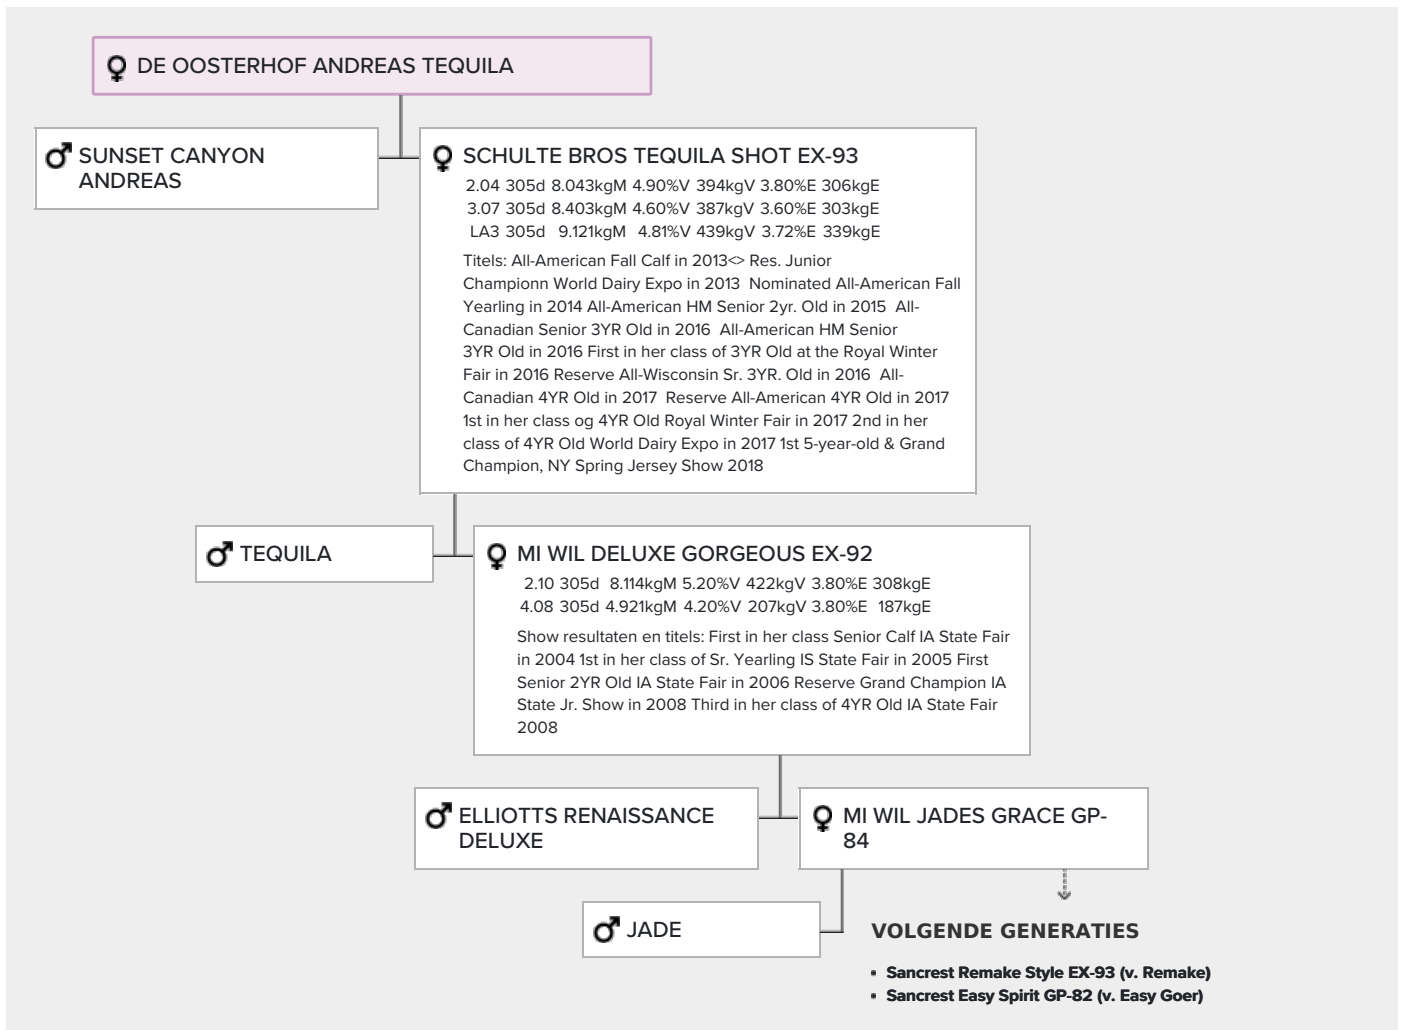 DE OOSTERHOF ANDREAS TEQUILA
SUNSET CANYON
ANDREAS
SCHULTE BROS TEQUILA SHOT EX-93
2.04 305d 8.043kgM 4.90%V 394kgV 3.80%E 306kgE
3.07 305d 8.403kgM 4.60%V 387kgV 3.60%E 303kgE
LA3 305d 9.121kgM 4.81%V 439kgV 3.72%E 339kgE
Titels: All-American Fall Calf in 2013<> Res. Junior
Championn World Dairy Expo in 2013 Nominated All-American Fall
Yearling in 2014 All-American HM Senior 2yr. Old in 2015 All-
Canadian Senior 3YR Old in 2016 All-American HM Senior
3YR Old in 2016 First in her class of 3YR Old at the Royal Winter
Fair in 2016 Reserve All-Wisconsin Sr. 3YR. Old in 2016 All-
Canadian 4YR Old in 2017 Reserve All-American 4YR Old in 2017
1st in her class og 4YR Old Royal Winter Fair in 2017 2nd in her
class of 4YR Old World Dairy Expo in 2017 1st 5-year-old & Grand
Champion, NY Spring Jersey Show 2018
TEQUILA
MI WIL DELUXE GORGEOUS EX-92
2.10 305d 8.114kgM 5.20%V 422kgV 3.80%E 308kgE
4.08 305d 4.921kgM 4.20%V 207kgV 3.80%E 187kgE
Show resultaten en titels: First in her class Senior Calf IA State Fair
in 2004 1st in her class of Sr. Yearling IS State Fair in 2005 First
Senior 2YR Old IA State Fair in 2006 Reserve Grand Champion IA
State Jr. Show in 2008 Third in her class of 4YR Old IA State Fair
2008
ELLIOTTS RENAISSANCE
DELUXE
MI WIL JADES GRACE GP-
84
JADE
VOLGENDE GENERATIES
• Sancrest Remake Style EX-93 (v. Remake)
• Sancrest Easy Spirit GP-82 (v. Easy Goer)